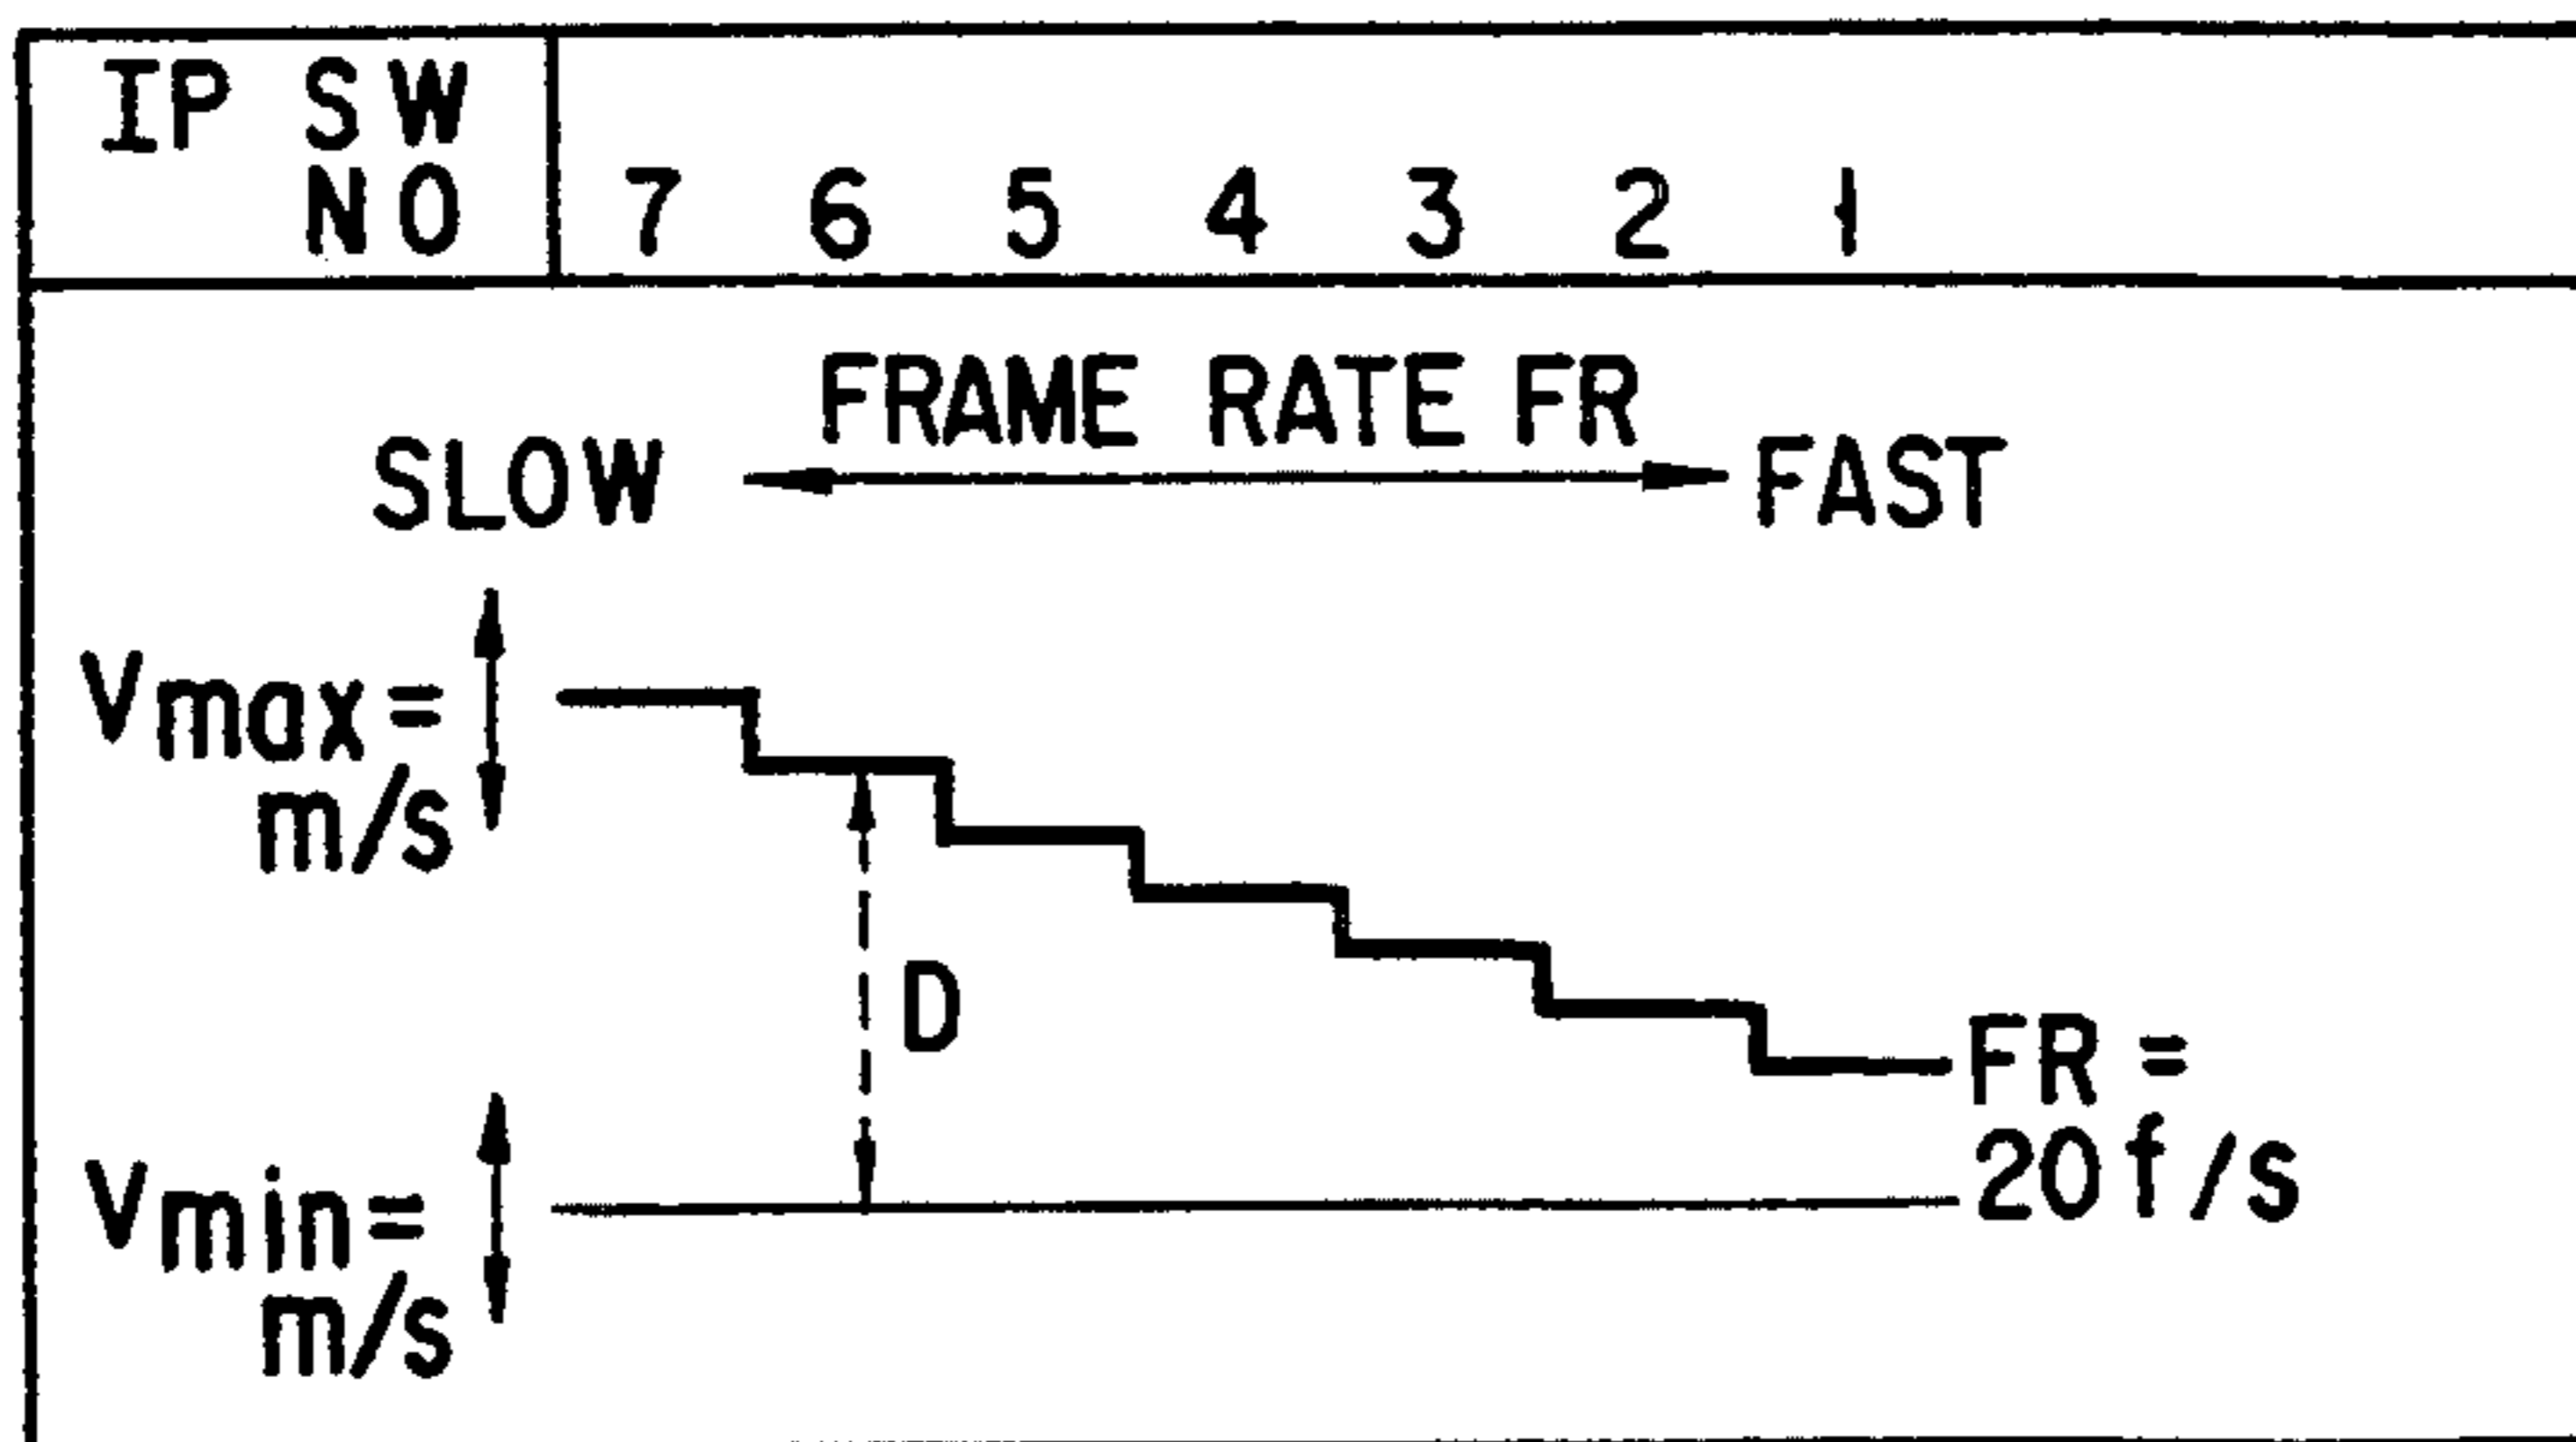 IP SW
NO 7 6 5 4 3 2 1
FRAME RATE FR
SLOW FAST
Vmax=
m/s
D
FR =
20f/s
Vmin=
m/s